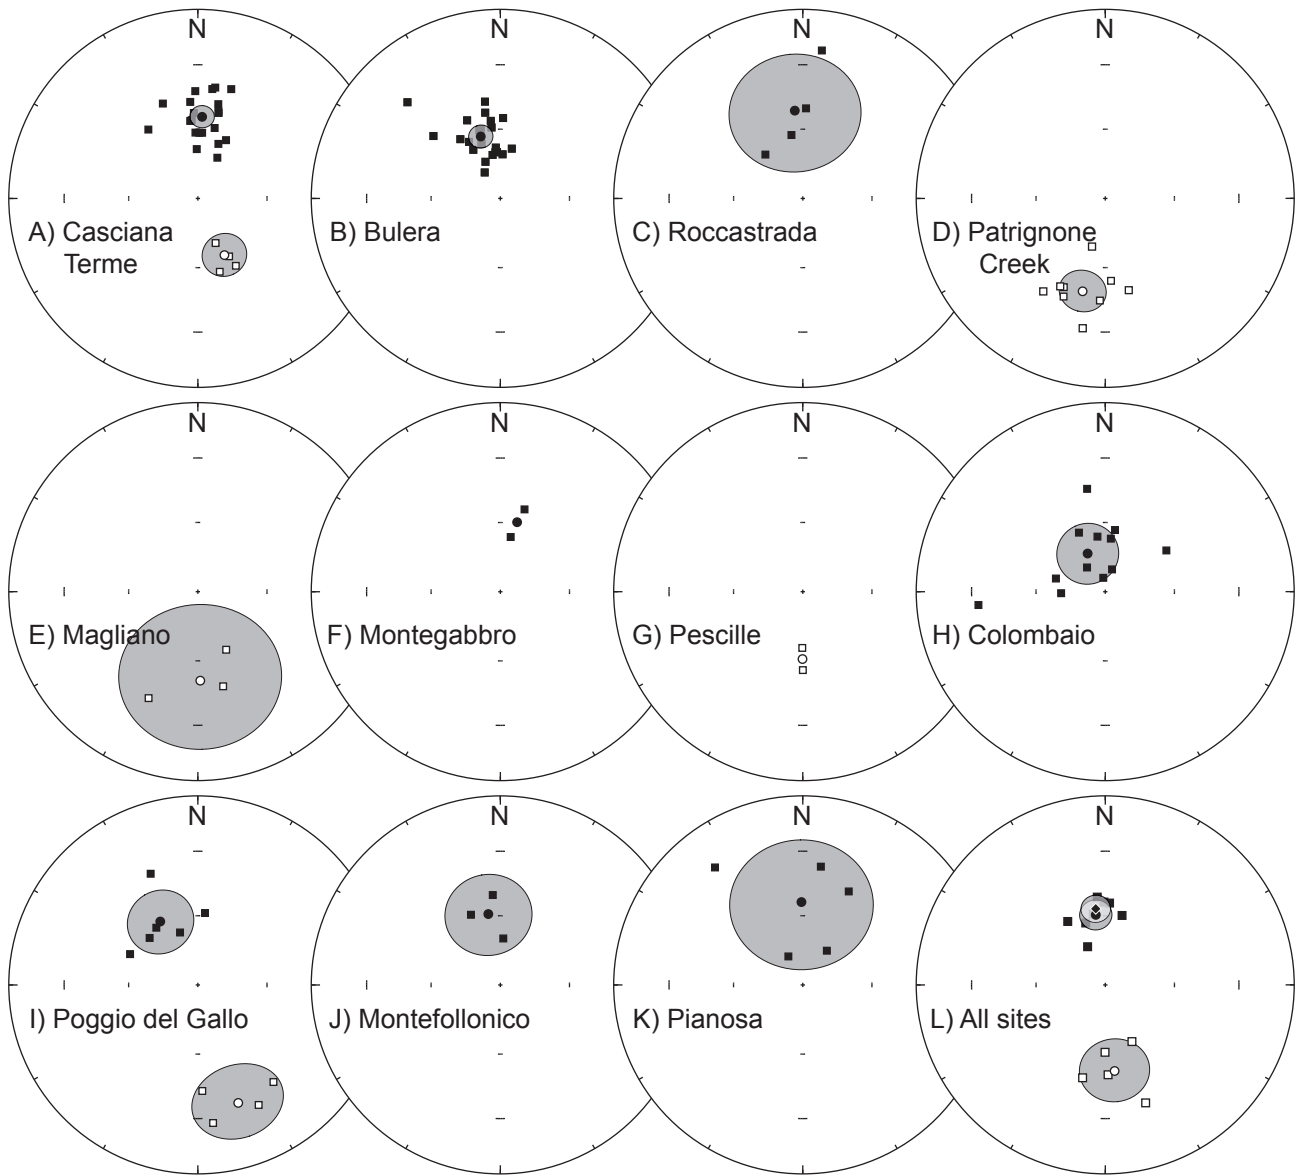 N N N N
A) Casciana
Terme
B) Bulera
C) Roccastrada
D) Patrignone
Creek
N N N N
E) Magliano
F) Montegabbro
G) Pescille
H) Colombaio
N N N N
I) Poggio del Gallo
J) Montefollonico
K) Pianosa
L) All sites